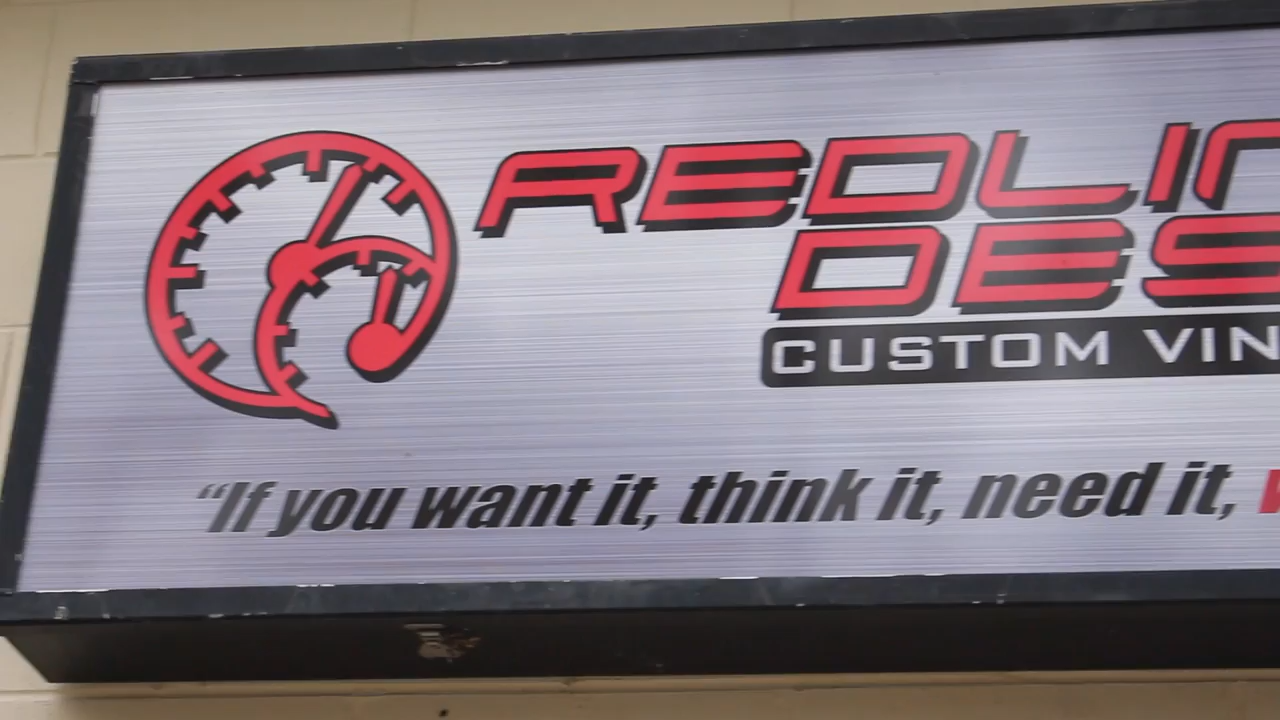 REDLIN
DES
CUSTOM VIN
“If you want it, think it, need it,